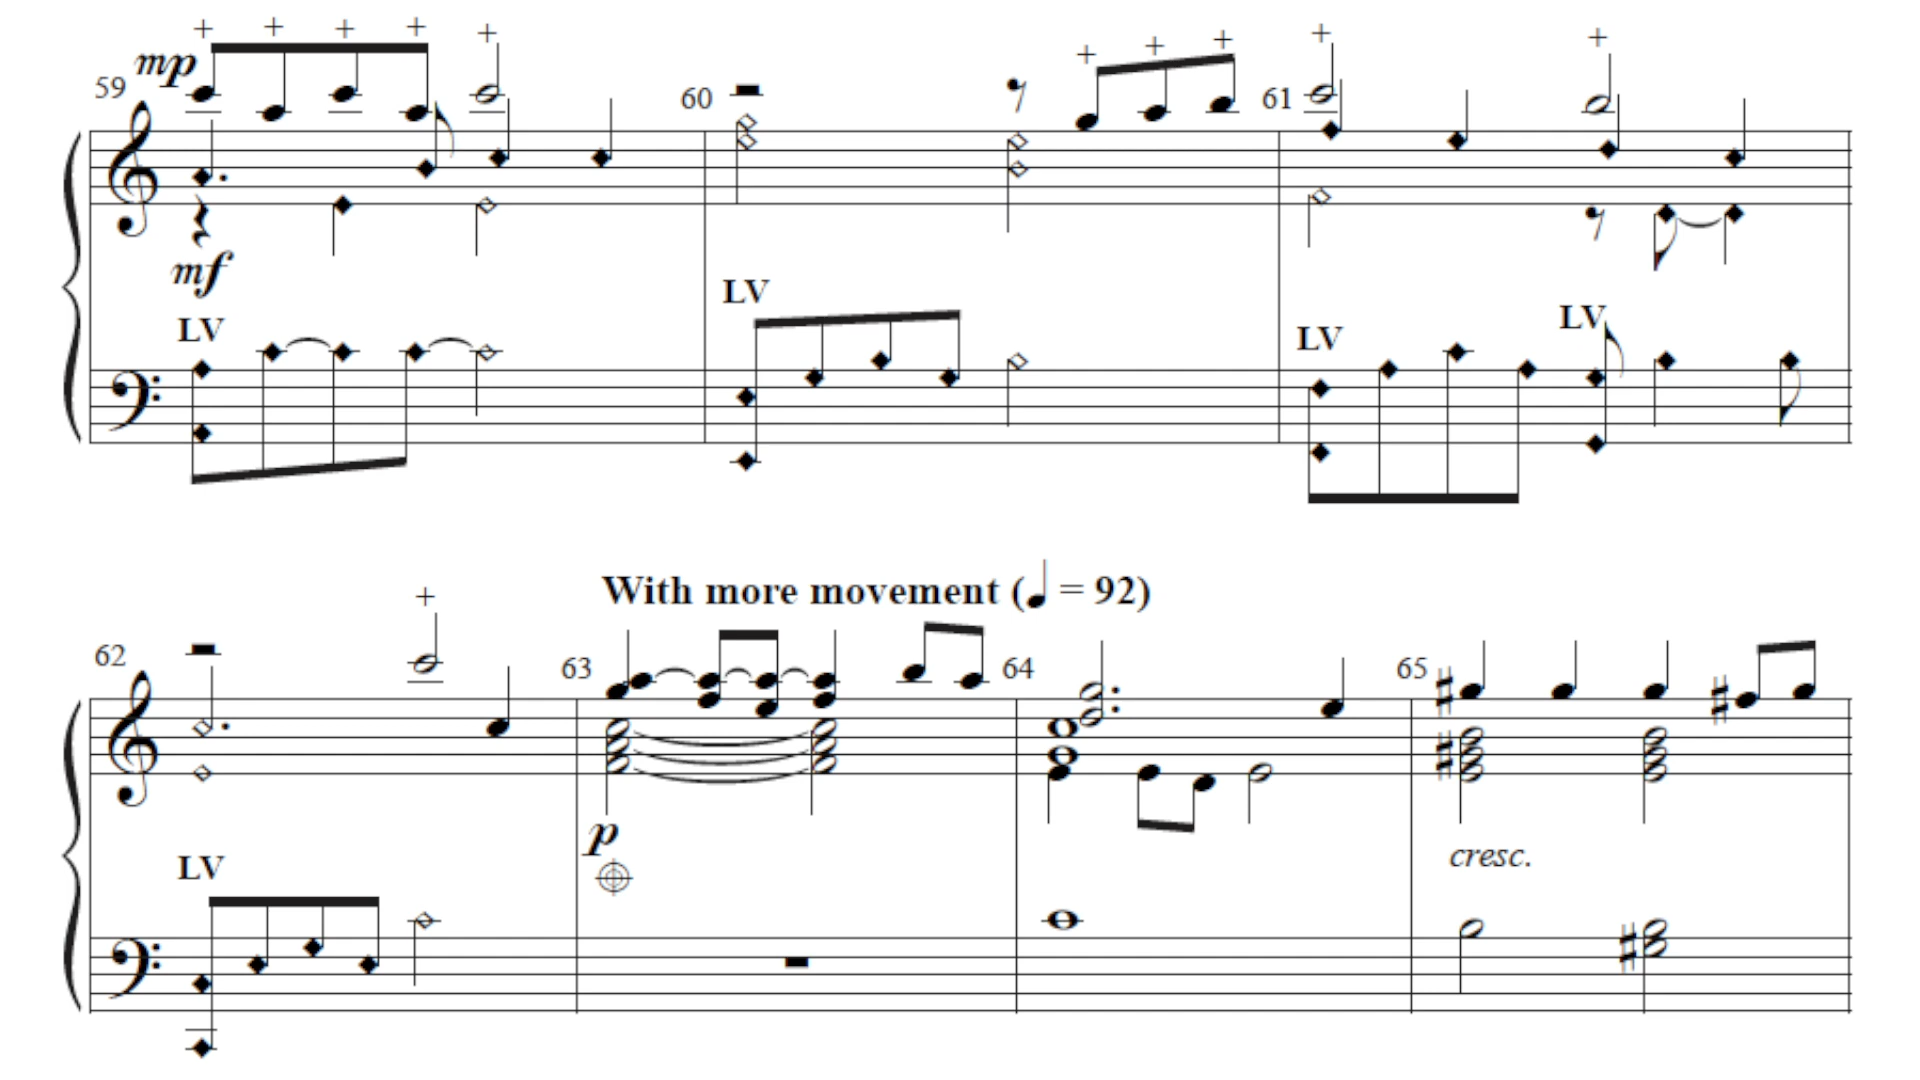 mp
59
60
61
mf
LV
LV
LV
LV
With more movement (♩ = 92)
62
63
64
65
p
cresc.
LV